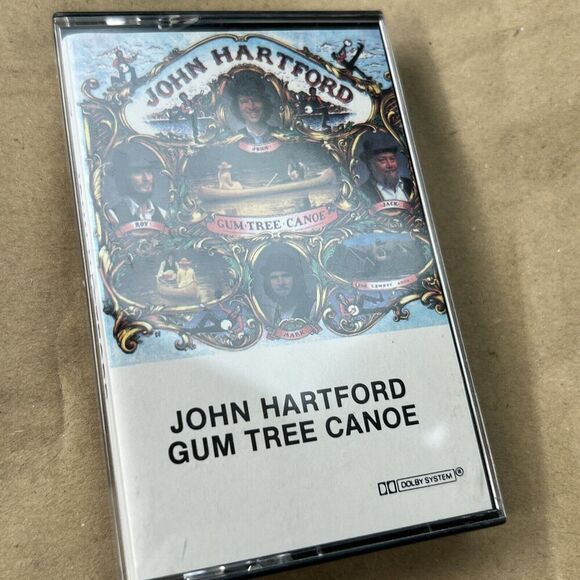 JOHN HARTFORD
JOHN
ROY
JACK
GUM·TREE·CANOE
MARK
JOHN HARTFORD
GUM TREE CANOE
DOLBY SYSTEM ®